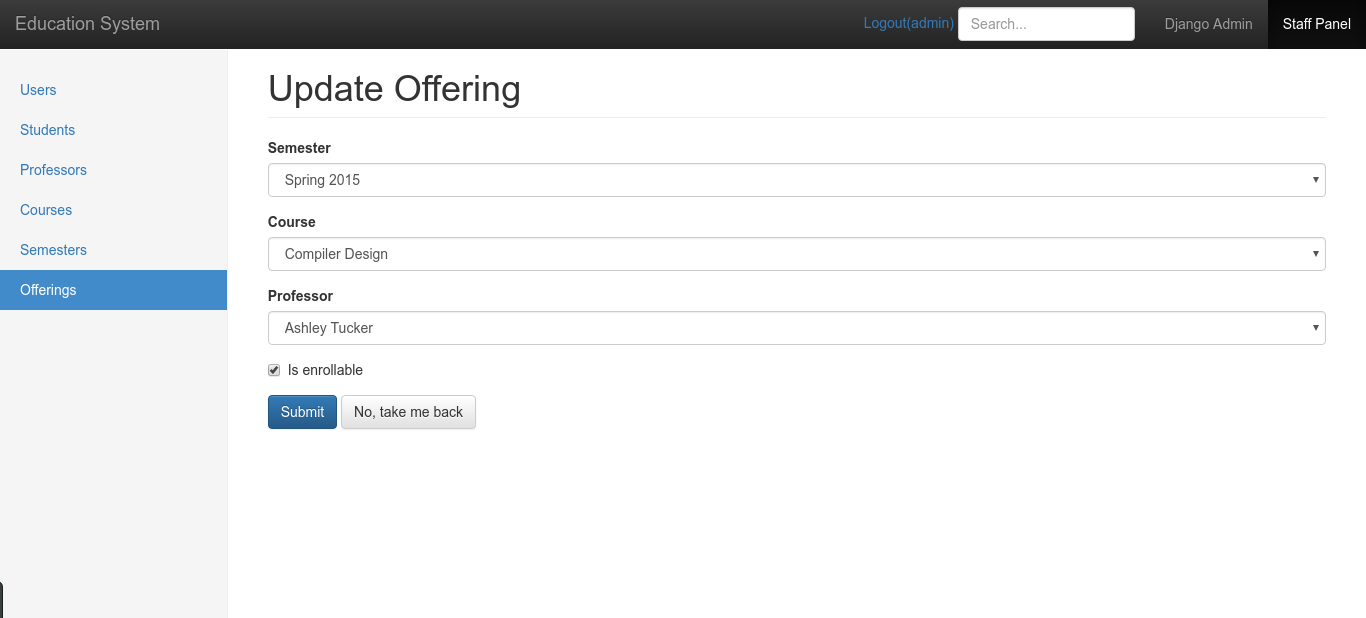 Education System
Logout(admin) Search... Django Admin Staff Panel
Users
Students
Professors
Courses
Semesters
Offerings
Update Offering
Semester
Spring 2015
Course
Compiler Design
Professor
Ashley Tucker
Is enrollable
Submit No, take me back